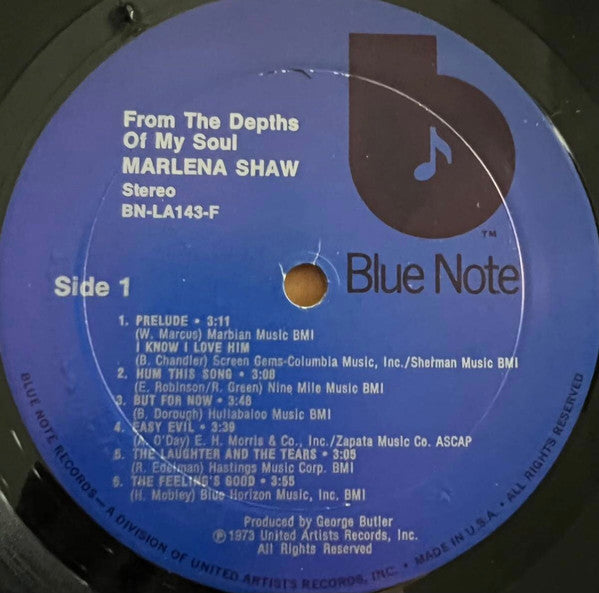 From The Depths
Of My Soul
MARLENA SHAW
Stereo
BN-LA143-F
TM
Blue Note
Side 1
1. PRELUDE • 3:11
(W. Marcus) Marbian Music BMI
I KNOW I LOVE HIM
(B. Chandler) Screen Gems-Columbia Music, Inc./Shelman Music BMI
2. HUM THIS SONG • 3:08
(E. Robinson/R. Green) Nine Mile Music BMI
3. BUT FOR NOW • 3:48
(B. Dorough) Hullabaloo Music BMI
4. EASY EVIL • 3:39
(A. O'Day) E. H. Morris & Co., Inc./Zapata Music Co. ASCAP
5. THE LAUGHTER AND THE TEARS • 3:05
(R. Edelman) Hastings Music Corp. BMI
6. THE FEELING'S GOOD • 3:55
(H. Mobley) Blue Horizon Music, Inc. BMI
Produced by George Butler
℗ 1973 United Artists Records, Inc.
All Rights Reserved
BLUE NOTE RECORDS—A DIVISION OF UNITED ARTISTS RECORDS, INC. • MADE IN U.S.A. • ALL RIGHTS RESERVED